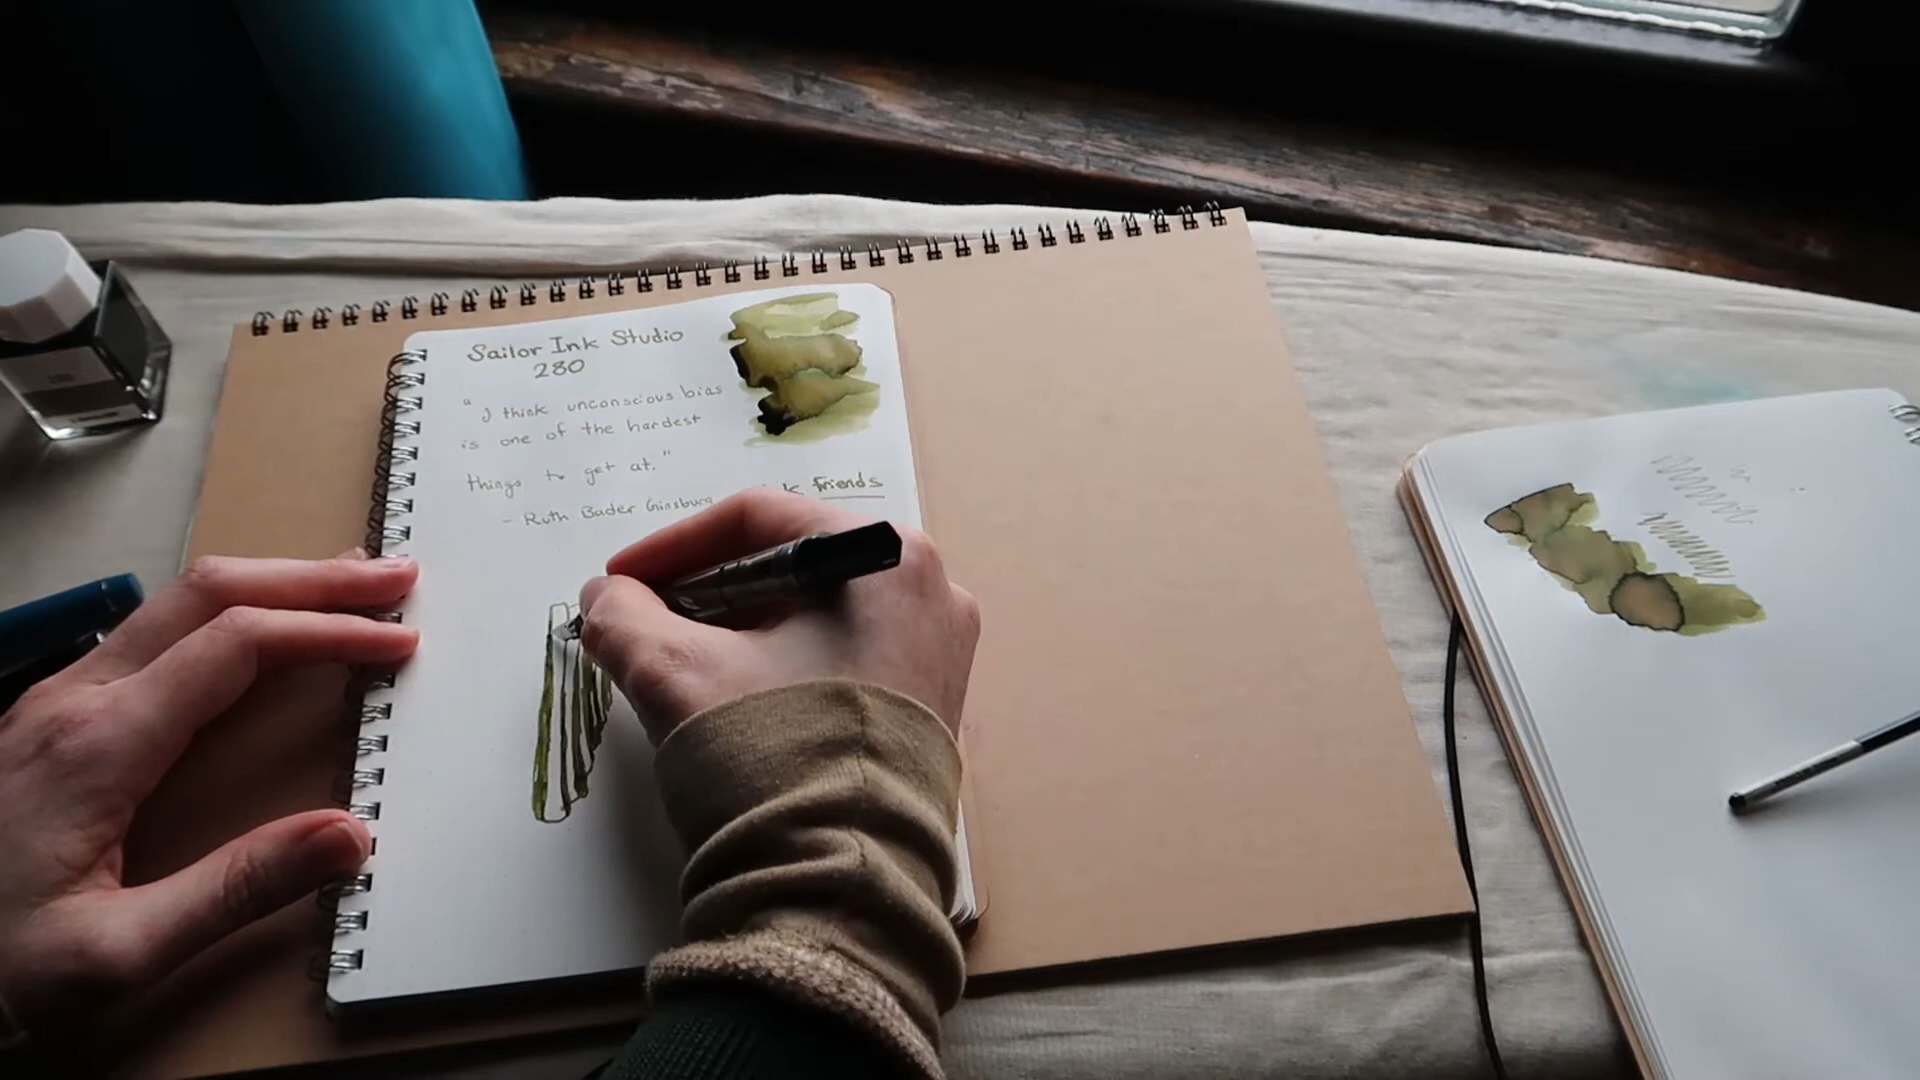 Sailor Ink Studio
280
" I think unconscious bias
is one of the hardest
things to get at."
- Ruth Bader Ginsburg
friends